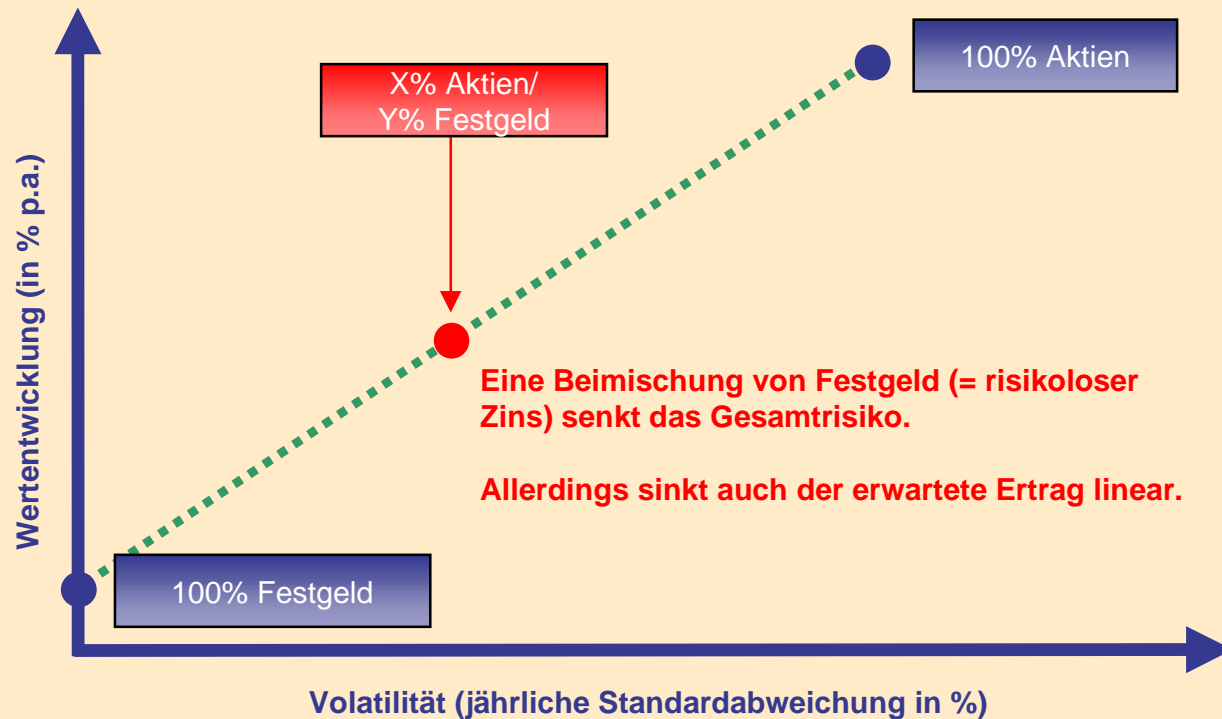 100% Aktien
X% Aktien/
Y% Festgeld
Wertentwicklung (in % p.a.)
Eine Beimischung von Festgeld (= risikoloser
Zins) senkt das Gesamtrisiko.
Allerdings sinkt auch der erwartete Ertrag linear.
100% Festgeld
Volatilität (jährliche Standardabweichung in %)